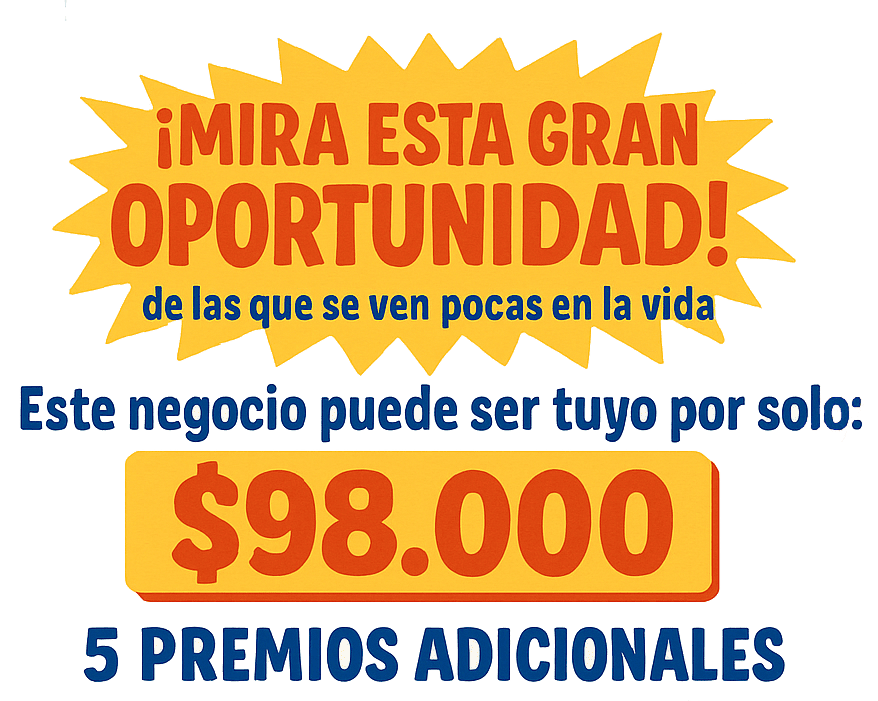 ¡MIRA ESTA GRAN
OPORTUNIDAD!
de las que se ven pocas en la vida
Este negocio puede ser tuyo por solo:
$98.000
5 PREMIOS ADICIONALES